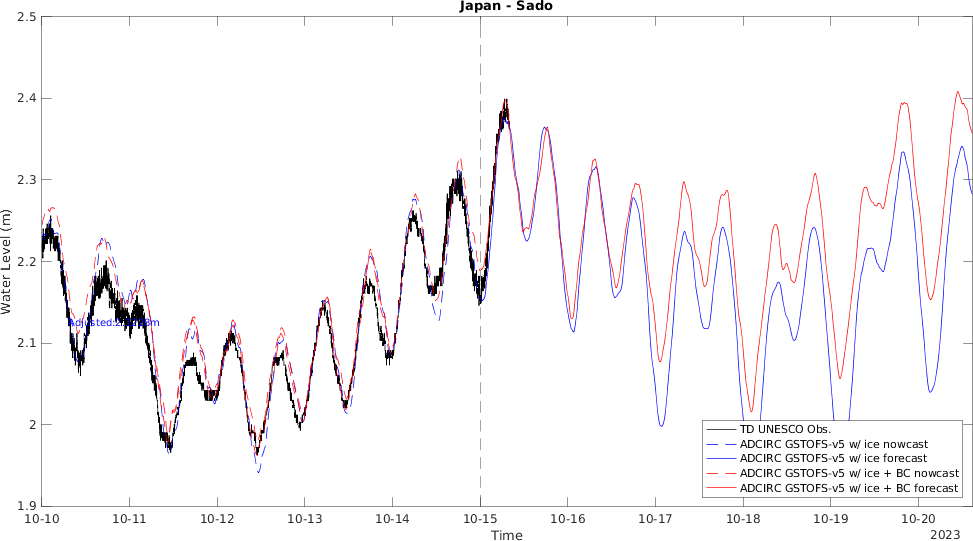 Japan - Sado
2.5
2.4
2.3
2.2
2.1
2
1.9
Water Level (m)
10-10
10-11
10-12
10-13
10-14
10-15
10-16
10-17
10-18
10-19
10-20
Time
2023
TD UNESCO Obs.
ADCIRC GSTOFS-v5 w/ ice nowcast
ADCIRC GSTOFS-v5 w/ ice forecast
ADCIRC GSTOFS-v5 w/ ice + BC nowcast
ADCIRC GSTOFS-v5 w/ ice + BC forecast